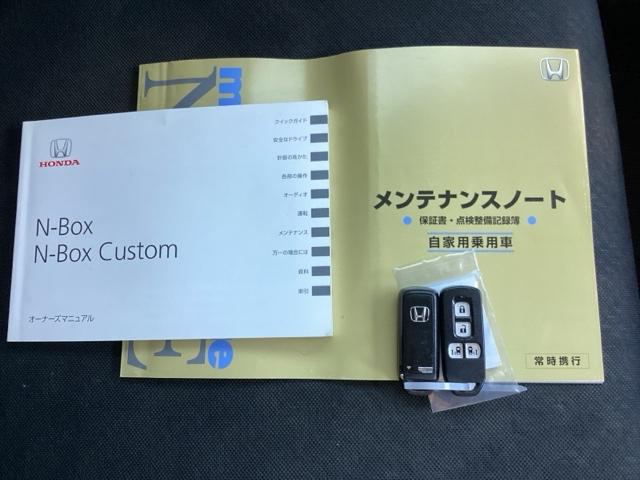 HONDA
N-Box
N-Box Custom
オーナーズマニュアル
クイックガイド
安全なドライブ
計器の見かた
各部の操作
オーディオ
運転
メンテナンス
万一の場合には
資料
索引
メンテナンスノート
保証書・点検整備記録簿
自家用乗用車
常時携行